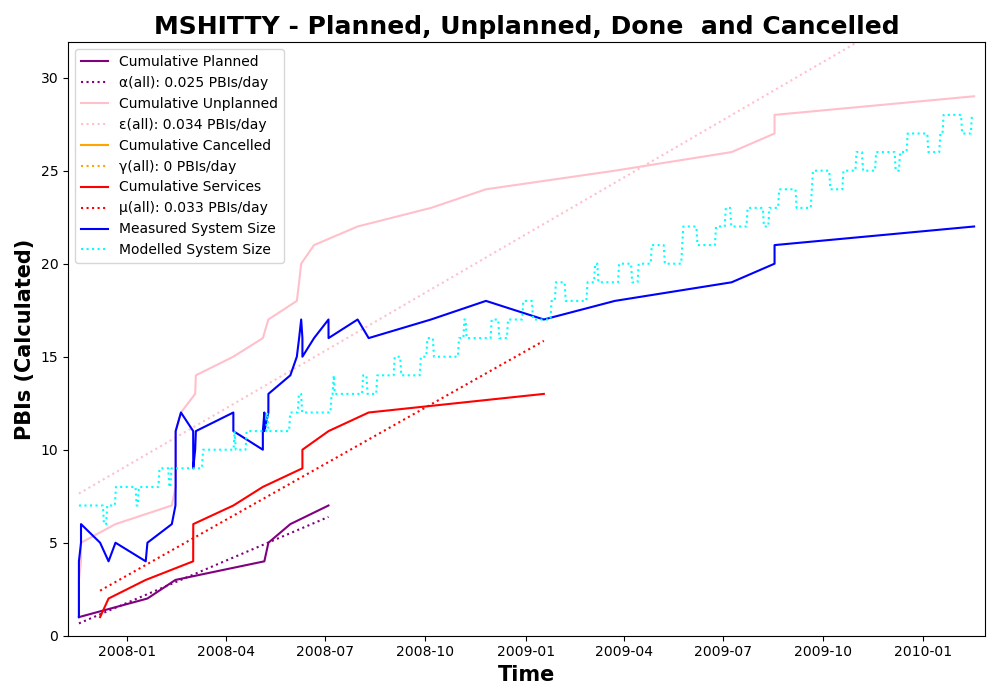 MSHITTY - Planned, Unplanned, Done  and Cancelled
Cumulative Planned
α(all): 0.025 PBIs/day
Cumulative Unplanned
ε(all): 0.034 PBIs/day
Cumulative Cancelled
γ(all): 0 PBIs/day
Cumulative Services
μ(all): 0.033 PBIs/day
Measured System Size
Modelled System Size
PBIs (Calculated)
30
25
20
15
10
5
0
2008-01 2008-04 2008-07 2008-10 2009-01 2009-04 2009-07 2009-10 2010-01
Time